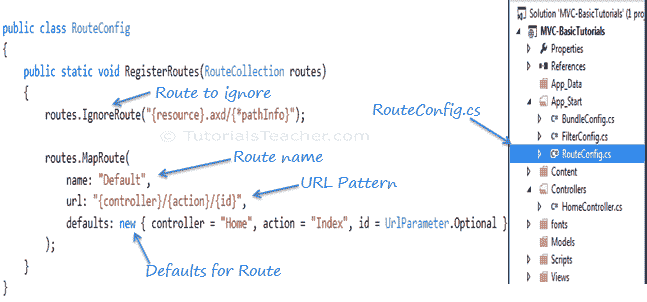 public class RouteConfig
{
public static void RegisterRoutes(RouteCollection routes)
{
Route to ignore
routes.IgnoreRoute("{resource}.axd/{*pathInfo}");
© TutorialsTeacher.com
routes.MapRoute(
Route name
name: "Default",
URL Pattern
url: "{controller}/{action}/{id}",
defaults: new { controller = "Home", action = "Index", id = UrlParameter.Optional }
);
Defaults for Route
}
}
RouteConfig.cs
Solution 'MVC-BasicTutorials' (1 proj
MVC-BasicTutorials
Properties
References
App_Data
App_Start
BundleConfig.cs
FilterConfig.cs
RouteConfig.cs
Content
Controllers
HomeController.cs
fonts
Models
Scripts
Views